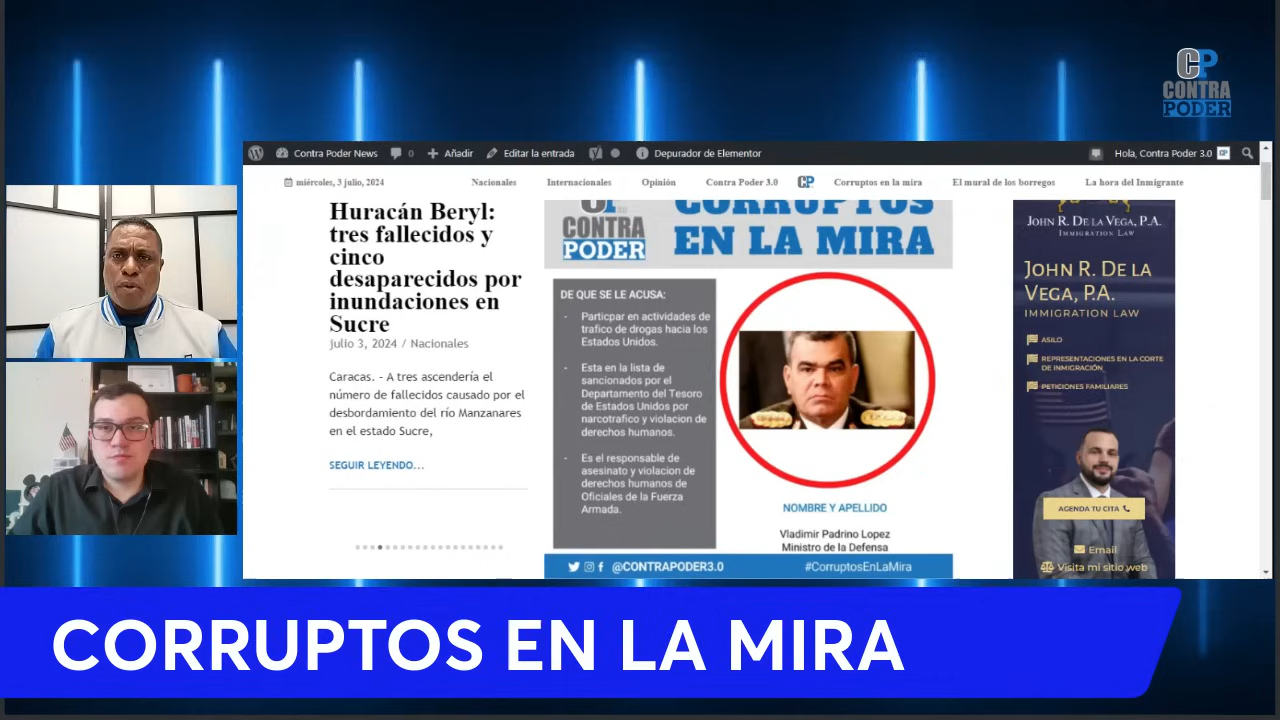 CP
CONTRA
PODER
Contra Poder News
0
Añadir
Editar la entrada
Depurador de Elementor
Hola, Contra Poder 3.0
miércoles, 3 julio, 2024
Nacionales
Internacionales
Opinión
Contra Poder 3.0
CP
Corruptos en la mira
El mural de los borregos
La hora del Inmigrante
Huracán Beryl:
tres fallecidos y
cinco
desaparecidos por
inundaciones en
Sucre
julio 3, 2024 / Nacionales
Caracas. - A tres ascendería el
número de fallecidos causado por el
desbordamiento del río Manzanares
en el estado Sucre,
SEGUIR LEYENDO...
CONTRA
PODER
CORRUPTOS
EN LA MIRA
DE QUE SE LE ACUSA:
- Particpar en actividades de
trafico de drogas hacia los
Estados Unidos.
- Esta en la lista de
sancionados por el
Departamento del Tesoro
de Estados Unidos por
narcotrafico y violacion de
derechos humanos.
- Es el responsable de
asesinato y violacion de
derechos humanos de
Oficiales de la Fuerza
Armada.
NOMBRE Y APELLIDO
Vladimir Padrino Lopez
Ministro de la Defensa
@CONTRAPODER3.0
#CorruptosEnLaMira
JOHN R. DE LA VEGA, P.A.
IMMIGRATION LAW
JOHN R. DE LA
VEGA, P.A.
IMMIGRATION LAW
ASILO
REPRESENTACIONES EN LA CORTE
DE INMIGRACIÓN
PETICIONES FAMILIARES
AGENDA TU CITA
Email
Visita mi sitio web
CORRUPTOS EN LA MIRA